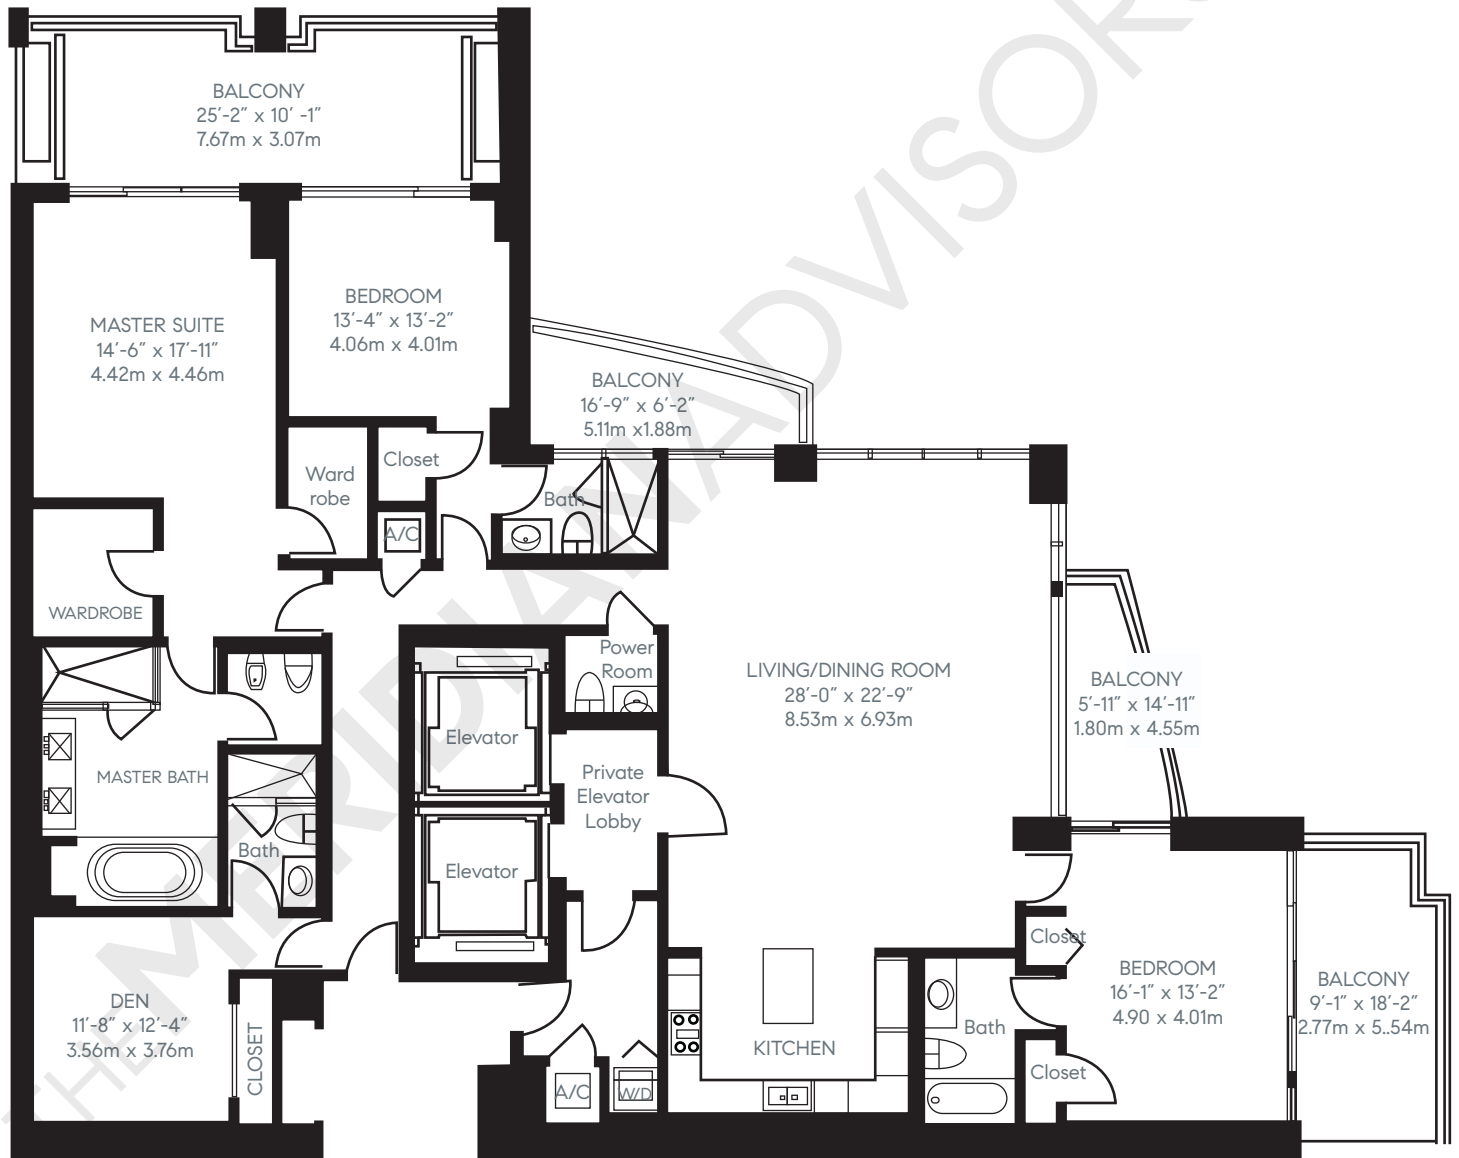 BALCONY
25′-2″ x 10′ -1″
7.67m x 3.07m
MASTER SUITE
14′-6″ x 17′-11″
4.42m x 4.46m
BEDROOM
13′-4″ x 13′-2″
4.06m x 4.01m
BALCONY
16′-9″ x 6′-2″
5.11m x1.88m
Ward
robe
Closet
A/C
Bath
WARDROBE
Power
Room
LIVING/DINING ROOM
28′-0″ x 22′-9″
8.53m x 6.93m
BALCONY
5′-11″ x 14′-11″
1.80m x 4.55m
Elevator
Private
Elevator
Lobby
MASTER BATH
Bath
Elevator
DEN
11′-8″ x 12′-4″
3.56m x 3.76m
CLOSET
A/C
W/D
KITCHEN
Bath
Closet
BEDROOM
16′-1″ x 13′-2″
4.90 x 4.01m
Closet
BALCONY
9′-1″ x 18′-2″
2.77m x 5.54m
THEMERIDIANADVISORS